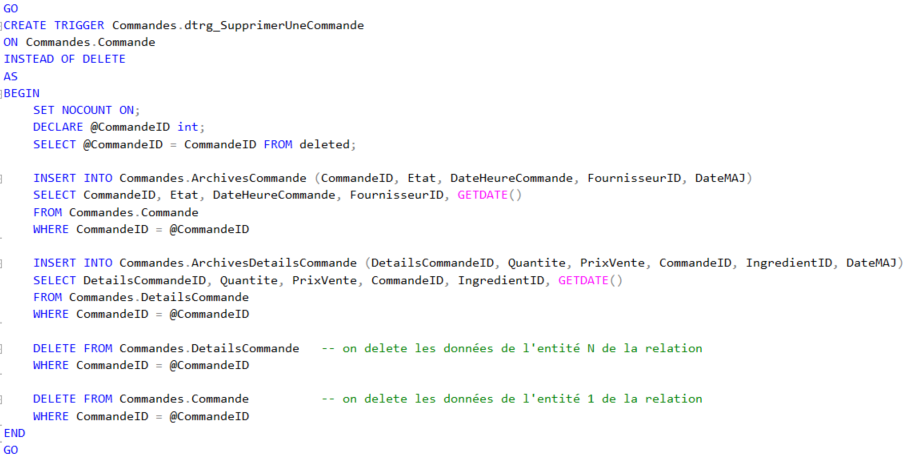 GO
CREATE TRIGGER Commandes.dtrg_SupprimerUneCommande
ON Commandes.Commande
INSTEAD OF DELETE
AS
BEGIN
    SET NOCOUNT ON;
    DECLARE @CommandeID int;
    SELECT @CommandeID = CommandeID FROM deleted;

    INSERT INTO Commandes.ArchivesCommande (CommandeID, Etat, DateHeureCommande, FournisseurID, DateMAJ)
    SELECT CommandeID, Etat, DateHeureCommande, FournisseurID, GETDATE()
    FROM Commandes.Commande
    WHERE CommandeID = @CommandeID

    INSERT INTO Commandes.ArchivesDetailsCommande (DetailsCommandeID, Quantite, PrixVente, CommandeID, IngredientID, DateMAJ)
    SELECT DetailsCommandeID, Quantite, PrixVente, CommandeID, IngredientID, GETDATE()
    FROM Commandes.DetailsCommande
    WHERE CommandeID = @CommandeID

    DELETE FROM Commandes.DetailsCommande   -- on delete les données de l'entité N de la relation
    WHERE CommandeID = @CommandeID

    DELETE FROM Commandes.Commande          -- on delete les données de l'entité 1 de la relation
    WHERE CommandeID = @CommandeID
END
GO